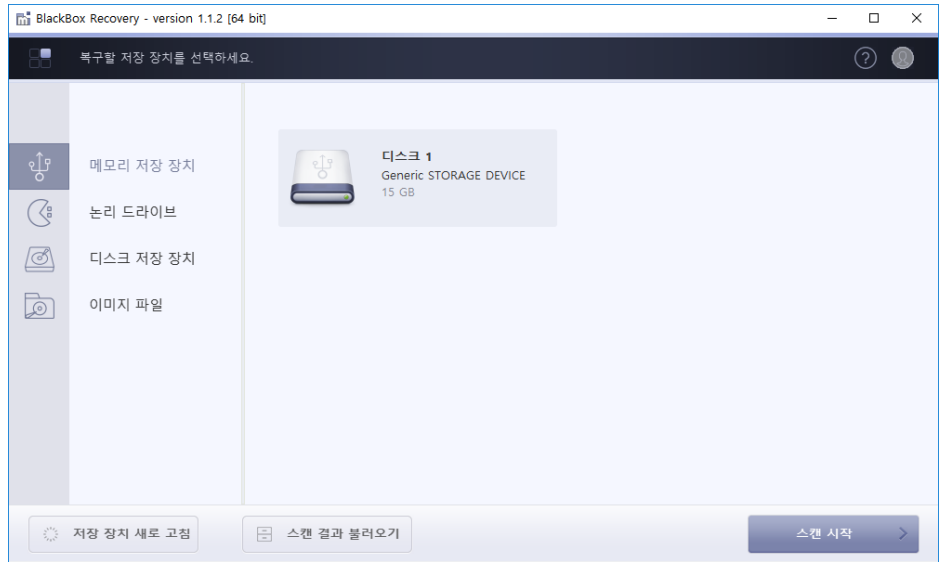 BlackBox Recovery - version 1.1.2 [64 bit]
복구할 저장 장치를 선택하세요.
?
메모리 저장 장치
논리 드라이브
디스크 저장 장치
이미지 파일
디스크 1
Generic STORAGE DEVICE
15 GB
저장 장치 새로 고침
스캔 결과 불러오기
스캔 시작